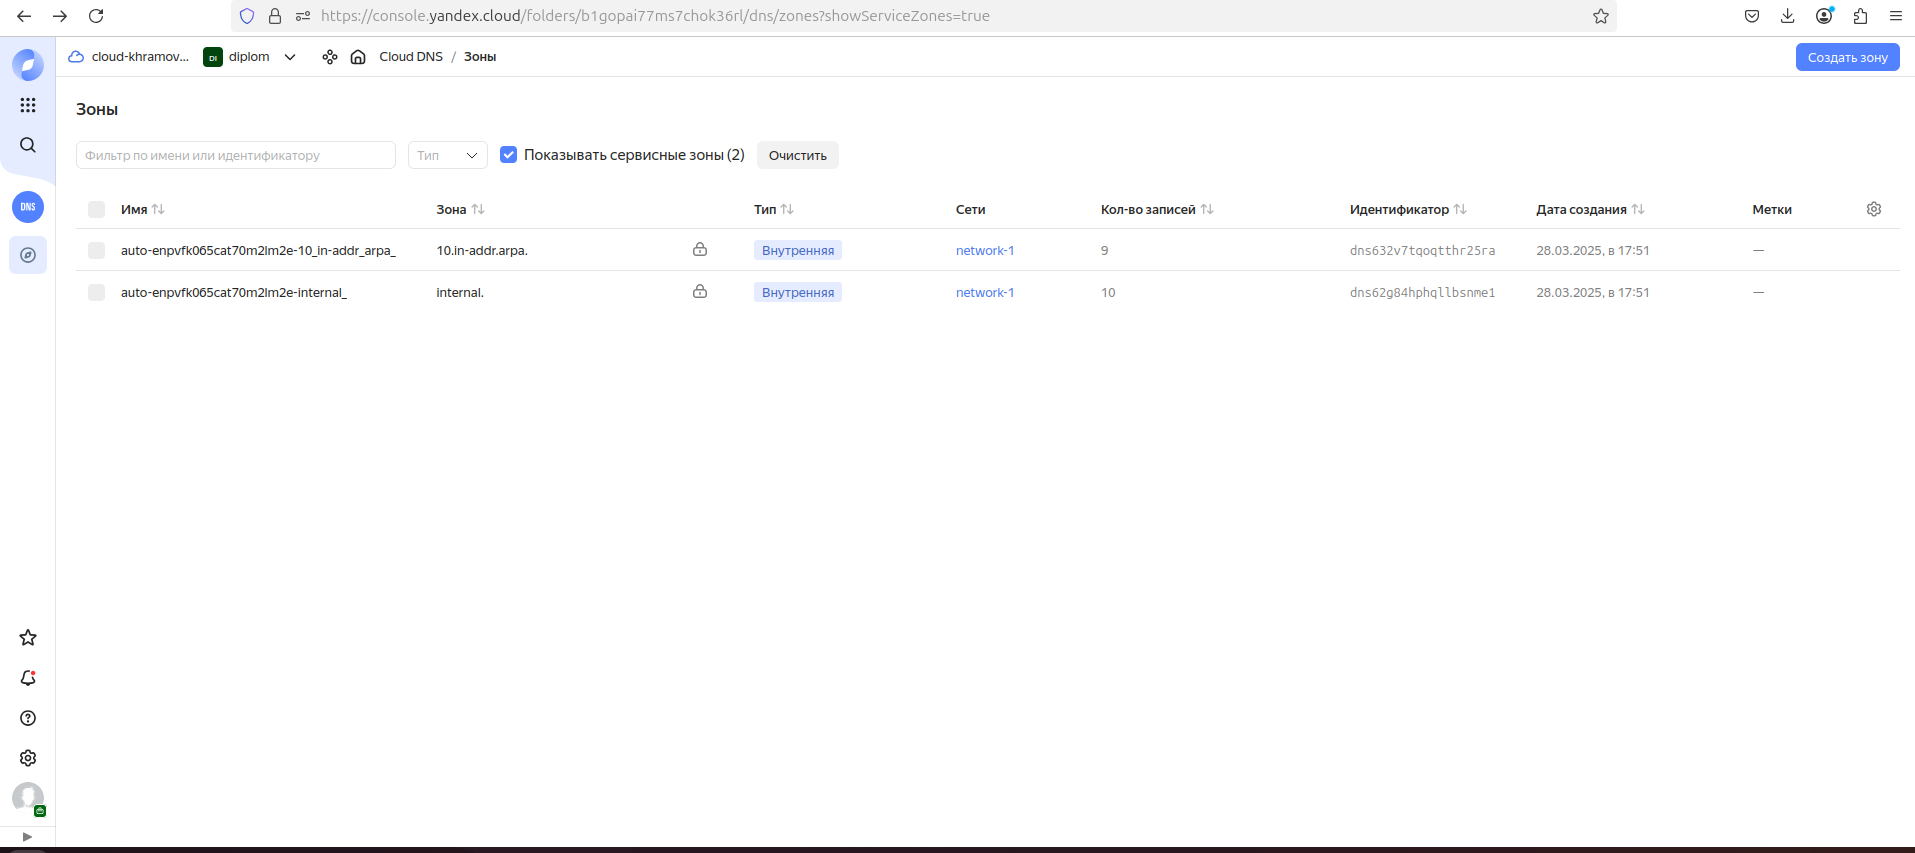 https://console.yandex.cloud/folders/b1gopai77ms7chok36rl/dns/zones?showServiceZones=true
cloud-khramov... DI diplom Cloud DNS / Зоны Создать зону
Зоны
Фильтр по имени или идентификатору Тип Показывать сервисные зоны (2) Очистить
DNS
Имя Зона Тип Сети Кол-во записей Идентификатор Дата создания Метки
auto-enpvfk065cat70m2lm2e-10_in-addr_arpa_ 10.in-addr.arpa. Внутренняя network-1 9 dns632v7tqoqtthr25ra 28.03.2025, в 17:51 —
auto-enpvfk065cat70m2lm2e-internal_ internal. Внутренняя network-1 10 dns62g84hphqllbsnme1 28.03.2025, в 17:51 —